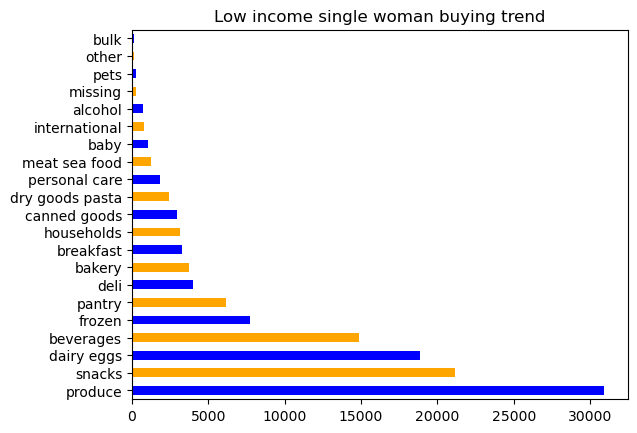 Low income single woman buying trend
bulk
other
pets
missing
alcohol
international
baby
meat sea food
personal care
dry goods pasta
canned goods
households
breakfast
bakery
deli
pantry
frozen
beverages
dairy eggs
snacks
produce
0 5000 10000 15000 20000 25000 30000